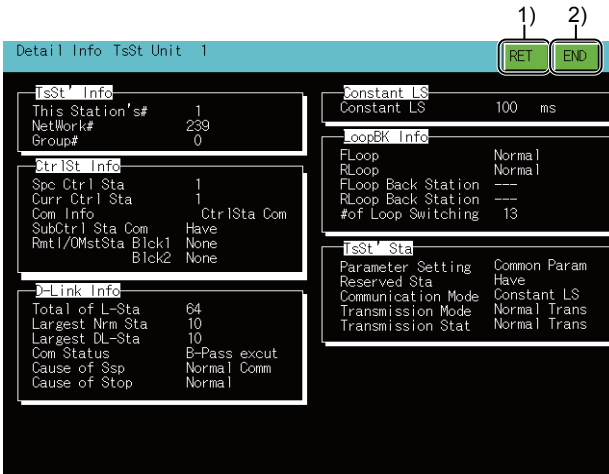 1) 2)
Detail Info TsSt Unit 1 RET END
TsSt' Info
This Station's# 1
NetWork# 239
Group# 0
CtrlSt Info
Spc Ctrl Sta 1
Curr Ctrl Sta 1
Com Info CtrlSta Com
SubCtrl Sta Com Have
Rmtl/OMstSta Blck1 None
Blck2 None
D-Link Info
Total of L-Sta 64
Largest Nrm Sta 10
Largest DL-Sta 10
Com Status B-Pass excut
Cause of Ssp Normal Comm
Cause of Stop Normal
Constant LS
Constant LS 100 ms
LoopBK Info
FLoop Normal
RLoop Normal
FLoop Back Station ---
RLoop Back Station ---
#of Loop Switching 13
TsSt' Sta
Parameter Setting Common Param
Reserved Sta Have
Communication Mode Constant LS
Transmission Mode Normal Trans
Transmission Stat Normal Trans